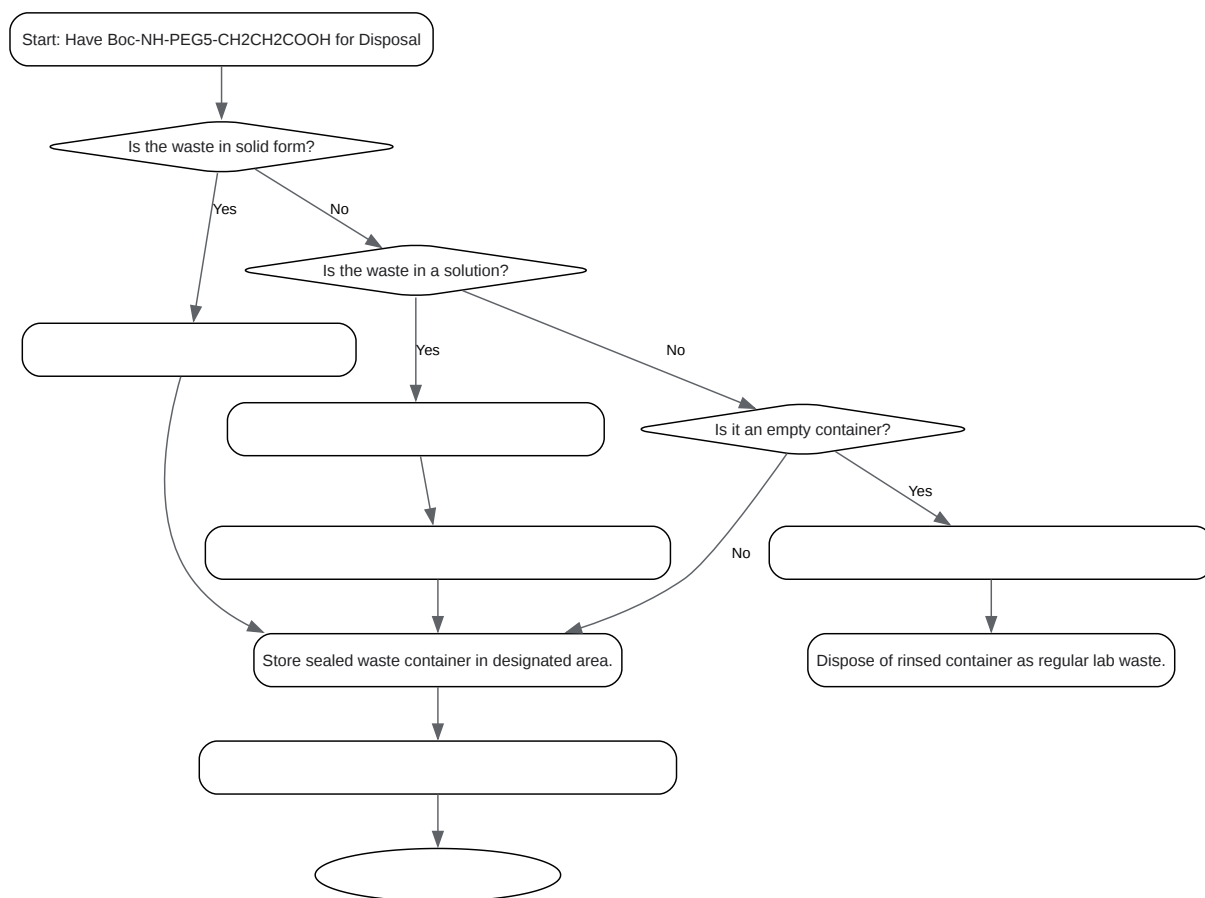 Start: Have Boc-NH-PEG5-CH2CH2COOH for Disposal
Is the waste in solid form?
Yes
No
Is the waste in a solution?
Yes
No
Is it an empty container?
Yes
No
Store sealed waste container in designated area.
Dispose of rinsed container as regular lab waste.